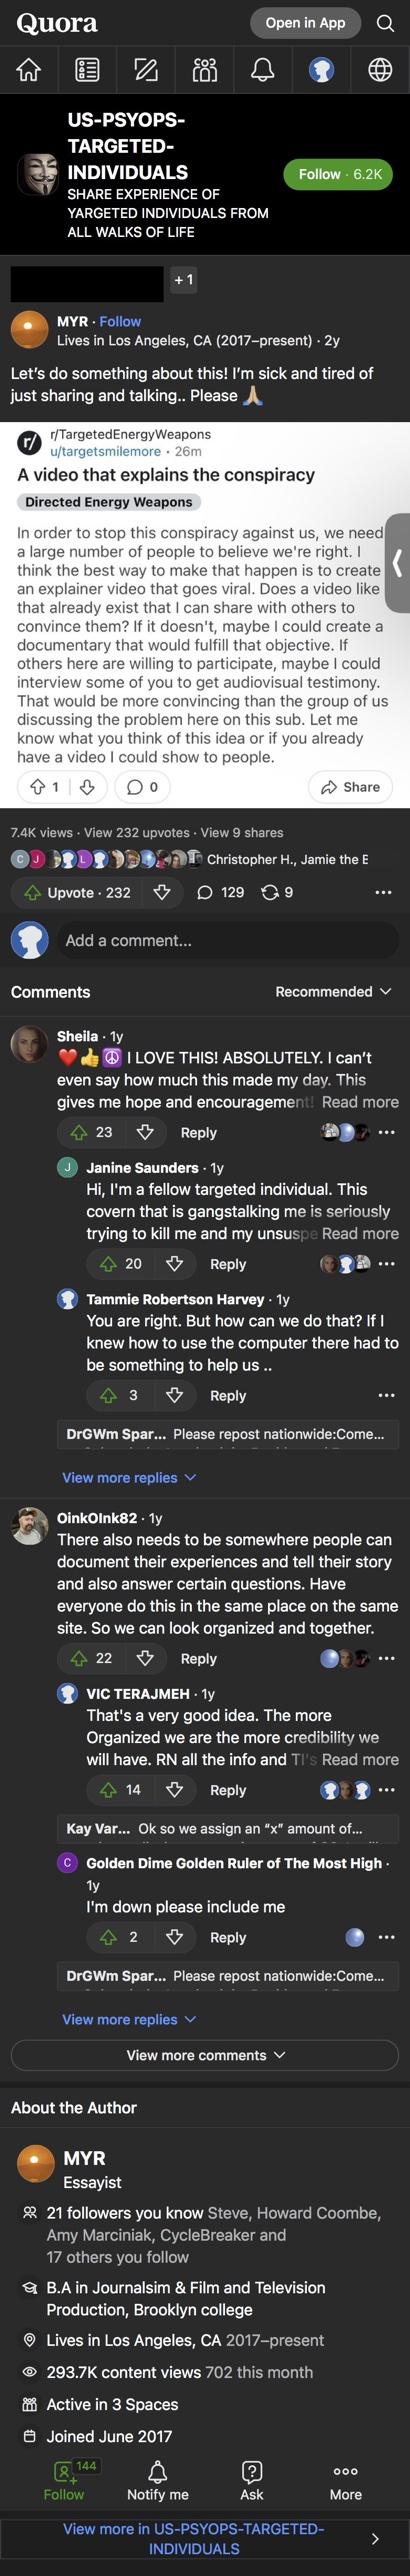 Quora
Open in App
US-PSYOPS-
TARGETED-
INDIVIDUALS
SHARE EXPERIENCE OF
YARGETED INDIVIDUALS FROM
ALL WALKS OF LIFE
Follow · 6.2K
+ 1
MYR · Follow
Lives in Los Angeles, CA (2017–present) · 2y
Let's do something about this! I'm sick and tired of
just sharing and talking.. Please 🙏🏼
r/ r/TargetedEnergyWeapons
u/targetsmilemore · 26m
A video that explains the conspiracy
Directed Energy Weapons
In order to stop this conspiracy against us, we need
a large number of people to believe we're right. I
think the best way to make that happen is to create
an explainer video that goes viral. Does a video like
that already exist that I can share with others to
convince them? If it doesn't, maybe I could create a
documentary that would fulfill that objective. If
others here are willing to participate, maybe I could
interview some of you to get audiovisual testimony.
That would be more convincing than the group of us
discussing the problem here on this sub. Let me
know what you think of this idea or if you already
have a video I could show to people.
1
0
Share
7.4K views · View 232 upvotes · View 9 shares
C J L Christopher H., Jamie the E
Upvote · 232
129
9
Add a comment...
Comments
Recommended
Sheila · 1y
❤️👍☮️ I LOVE THIS! ABSOLUTELY. I can't
even say how much this made my day. This
gives me hope and encouragement! Read more
23
Reply
J Janine Saunders · 1y
Hi, I'm a fellow targeted individual. This
covern that is gangstalking me is seriously
trying to kill me and my unsuspe Read more
20
Reply
Tammie Robertson Harvey · 1y
You are right. But how can we do that? If I
knew how to use the computer there had to
be something to help us ..
3
Reply
DrGWm Spar... Please repost nationwide:Come...
View more replies
OinkOInk82 · 1y
There also needs to be somewhere people can
document their experiences and tell their story
and also answer certain questions. Have
everyone do this in the same place on the same
site. So we can look organized and together.
22
Reply
VIC TERAJMEH · 1y
That's a very good idea. The more
Organized we are the more credibility we
will have. RN all the info and TI's Read more
14
Reply
Kay Var... Ok so we assign an "x" amount of...
C Golden Dime Golden Ruler of The Most High ·
1y
I'm down please include me
2
Reply
DrGWm Spar... Please repost nationwide:Come...
View more replies
View more comments
About the Author
MYR
Essayist
21 followers you know Steve, Howard Coombe,
Amy Marciniak, CycleBreaker and
17 others you follow
B.A in Journalsim & Film and Television
Production, Brooklyn college
Lives in Los Angeles, CA 2017–present
293.7K content views 702 this month
Active in 3 Spaces
Joined June 2017
144
Follow
Notify me
Ask
More
View more in US-PSYOPS-TARGETED-
INDIVIDUALS